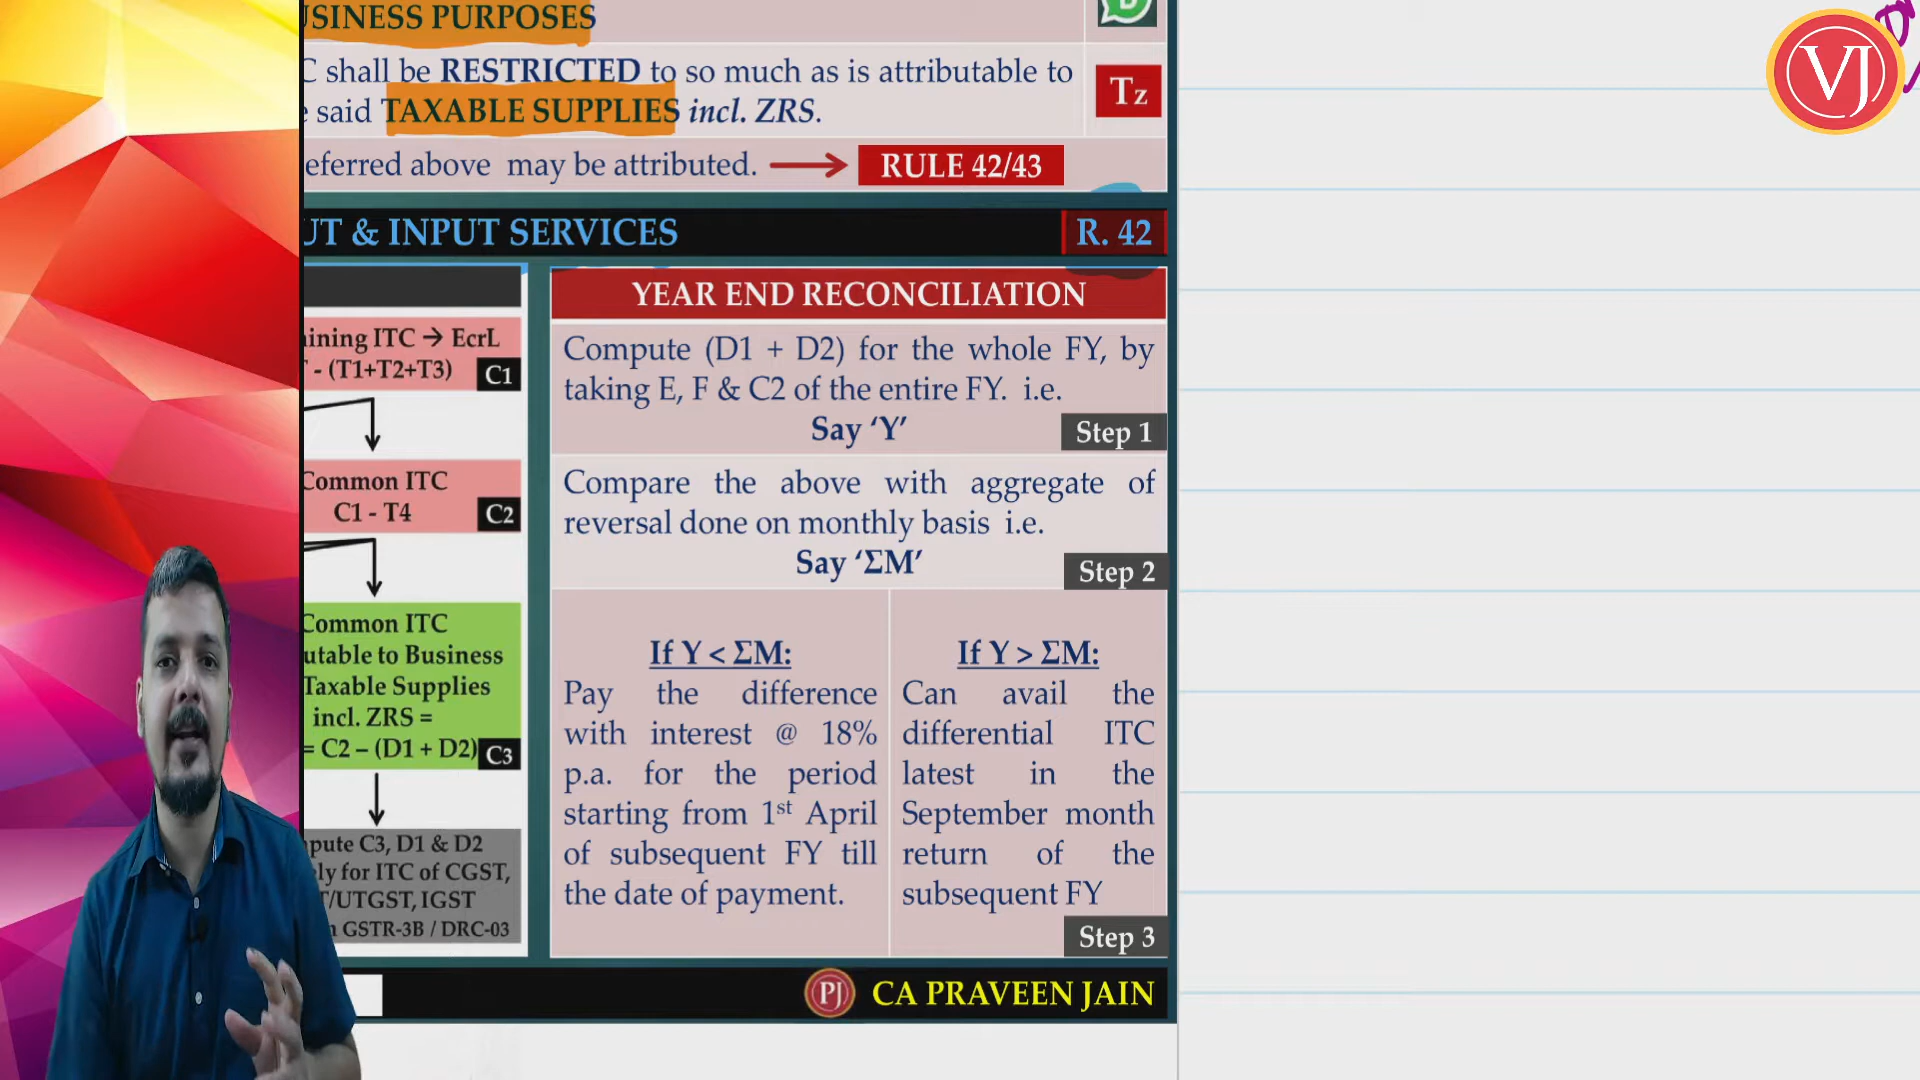 USINESS PURPOSES
C shall be RESTRICTED to so much as is attributable to
said TAXABLE SUPPLIES incl. ZRS.
Tz
eferred above may be attributed.
RULE 42/43
UT & INPUT SERVICES
R. 42
ining ITC → EcrL
- (T1+T2+T3)
C1
Common ITC
C1 - T4
C2
Common ITC
utable to Business
Taxable Supplies
incl. ZRS =
= C2 – (D1 + D2)
C3
pute C3, D1 & D2
ely for ITC of CGST,
T/UTGST, IGST
n GSTR-3B / DRC-03
YEAR END RECONCILIATION
Compute (D1 + D2) for the whole FY, by
taking E, F & C2 of the entire FY. i.e.
Say ‘Y’
Step 1
Compare the above with aggregate of
reversal done on monthly basis i.e.
Say ‘ΣM’
Step 2
If Y < ΣM:
Pay the difference
with interest @ 18%
p.a. for the period
starting from 1st April
of subsequent FY till
the date of payment.
If Y > ΣM:
Can avail the
differential ITC
latest in the
September month
return of the
subsequent FY
Step 3
PJ
CA PRAVEEN JAIN
VJ